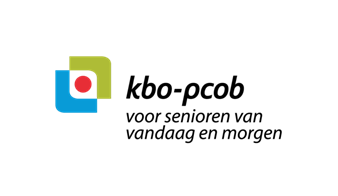 kbo-pcob
voor senioren van
vandaag en morgen